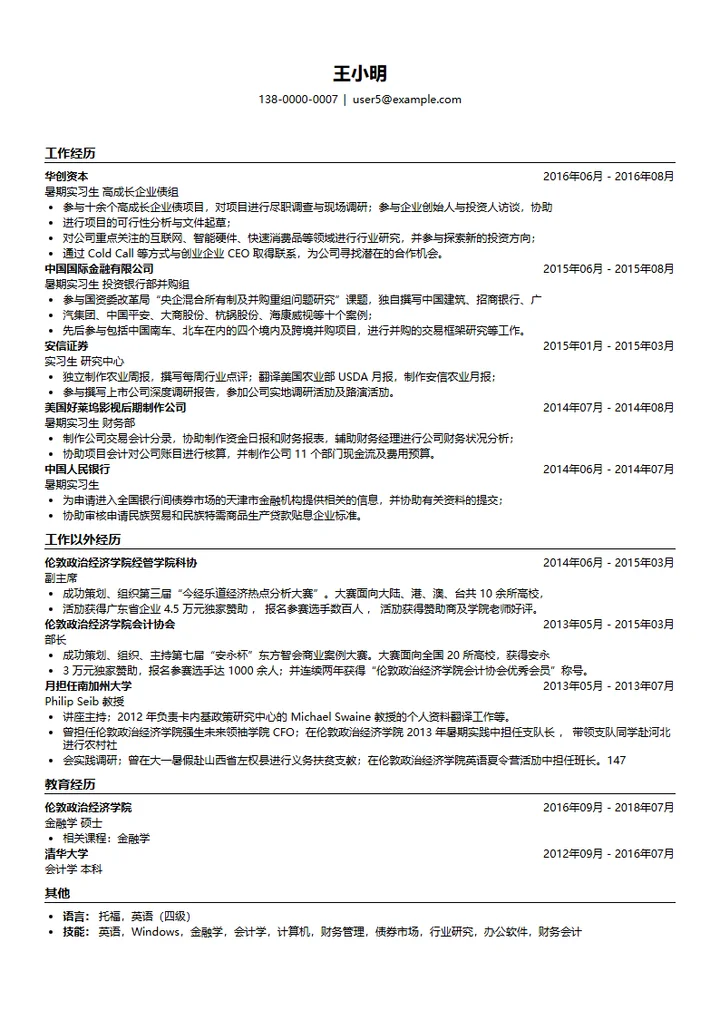 王小明
138-0000-0007 | user5@example.com
工作经历
华创资本 2016年06月 - 2016年08月
暑期实习生 高成长企业债组
• 参与十余个高成长企业债项目，对项目进行尽职调查与现场调研；参与企业创始人与投资人访谈，协助
• 进行项目的可行性分析与文件起草；
• 对公司重点关注的互联网、智能硬件、快速消费品等领域进行行业研究，并参与探索新的投资方向；
• 通过 Cold Call 等方式与创业企业 CEO 取得联系，为公司寻找潜在的合作机会。
中国国际金融有限公司 2015年06月 - 2015年08月
暑期实习生 投资银行部并购组
• 参与国资委改革局“央企混合所有制及并购重组问题研究”课题，独自撰写中国建筑、招商银行、广
• 汽集团、中国平安、大商股份、杭锅股份、海康威视等十个案例；
• 先后参与包括中国南车、北车在内的四个境内及跨境并购项目，进行并购的交易框架研究等工作。
安信证券 2015年01月 - 2015年03月
实习生 研究中心
• 独立制作农业周报，撰写每周行业点评；翻译美国农业部 USDA 月报，制作安信农业月报；
• 参与撰写上市公司深度调研报告，参加公司实地调研活动及路演活动。
美国好莱坞影视后期制作公司 2014年07月 - 2014年08月
暑期实习生 财务部
• 制作公司交易会计分录，协助制作资金日报和财务报表，辅助财务经理进行公司财务状况分析；
• 协助项目会计对公司账目进行核算，并制作公司 11 个部门现金流及费用预算。
中国人民银行 2014年06月 - 2014年07月
暑期实习生
• 为申请进入全国银行间债券市场的天津市金融机构提供相关的信息，并协助有关资料的提交；
• 协助审核申请民族贸易和民族特需商品生产贷款贴息企业标准。
工作以外经历
伦敦政治经济学院经管学院科协 2014年06月 - 2015年03月
副主席
• 成功策划、组织第三届“今经乐道经济热点分析大赛”。大赛面向大陆、港、澳、台共 10 余所高校，
• 活动获得广东省企业 4.5 万元独家赞助 ， 报名参赛选手数百人 ， 活动获得赞助商及学院老师好评。
伦敦政治经济学院会计协会 2013年05月 - 2015年03月
部长
• 成功策划、组织、主持第七届“安永杯”东方智会商业案例大赛。大赛面向全国 20 所高校，获得安永
• 3 万元独家赞助，报名参赛选手达 1000 余人；并连续两年获得“伦敦政治经济学院会计协会优秀会员”称号。
月担任南加州大学 2013年05月 - 2013年07月
Philip Seib 教授
• 讲座主持；2012 年负责卡内基政策研究中心的 Michael Swaine 教授的个人资料翻译工作等。
• 曾担任伦敦政治经济学院强生未来领袖学院 CFO；在伦敦政治经济学院 2013 年暑期实践中担任支队长 ， 带领支队同学赴河北
进行农村社
• 会实践调研；曾在大一暑假赴山西省左权县进行义务扶贫支教；在伦敦政治经济学院英语夏令营活动中担任班长。147
教育经历
伦敦政治经济学院 2016年09月 - 2018年07月
金融学 硕士
• 相关课程：金融学
清华大学 2012年09月 - 2016年07月
会计学 本科
其他
• 语言： 托福，英语（四级）
• 技能： 英语，Windows，金融学，会计学，计算机，财务管理，债券市场，行业研究，办公软件，财务会计